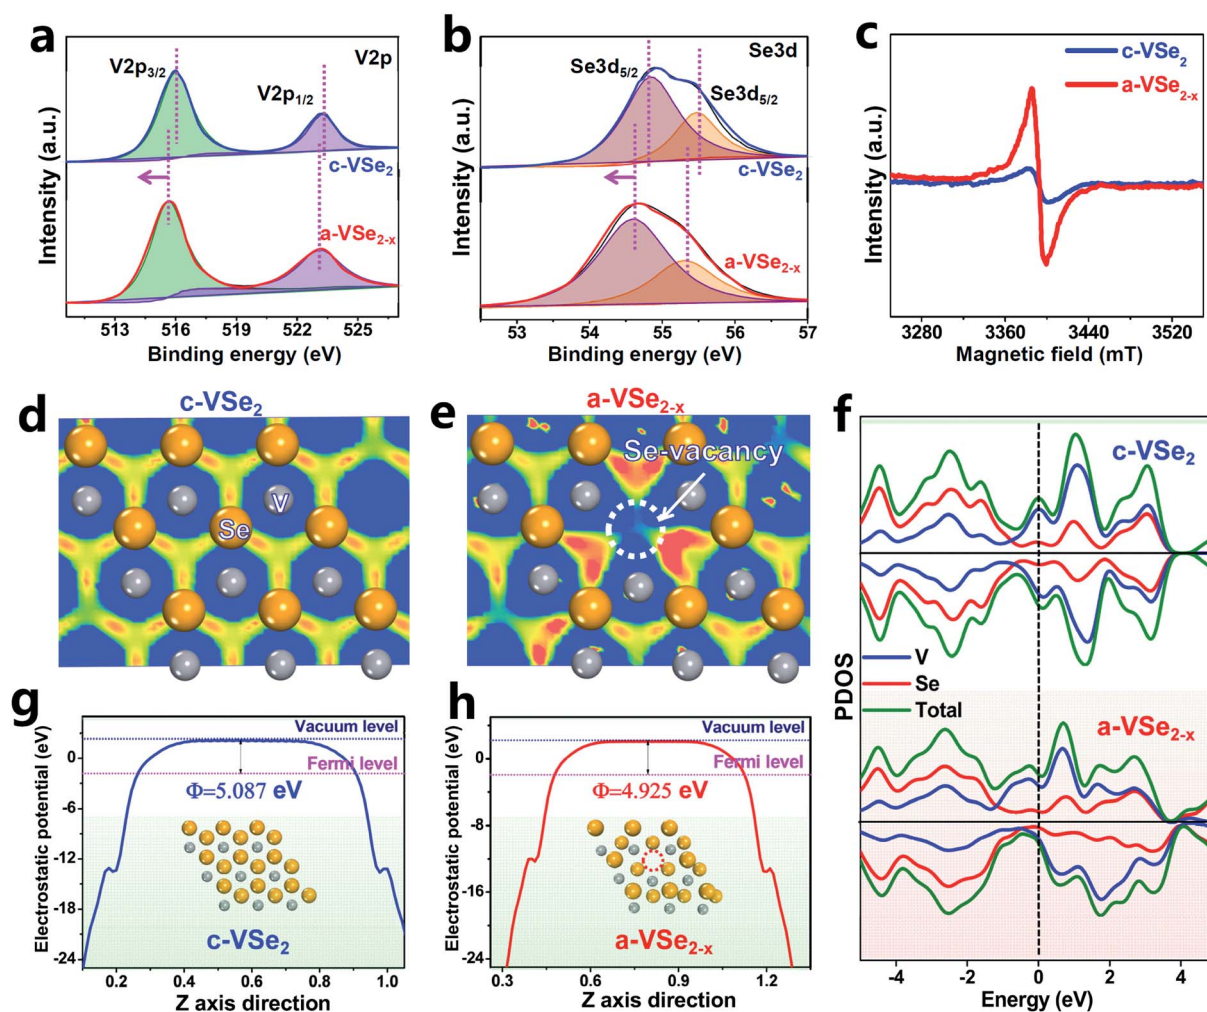 a
V2p
V2p3/2
V2p1/2
c-VSe2
a-VSe2-x
Intensity (a.u.)
513 516 519 522 525
Binding energy (eV)
b
Se3d
Se3d5/2
Se3d5/2
c-VSe2
a-VSe2-x
Intensity (a.u.)
53 54 55 56 57
Binding energy (eV)
c
c-VSe2
a-VSe2-x
Intensity (a.u.)
3280 3360 3440 3520
Magnetic field (mT)
d
c-VSe2
V
Se
e
a-VSe2-x
Se-vacancy
f
c-VSe2
V
Se
Total
a-VSe2-x
PDOS
-4 -2 0 2 4
Energy (eV)
g
Vacuum level
Fermi level
Φ=5.087 eV
c-VSe2
Electrostatic potential (eV)
0
-6
-12
-18
-24
0.2 0.4 0.6 0.8 1.0
Z axis direction
h
Vacuum level
Fermi level
Φ=4.925 eV
a-VSe2-x
Electrostatic potential (eV)
0
-8
-16
-24
0.3 0.6 0.9 1.2
Z axis direction